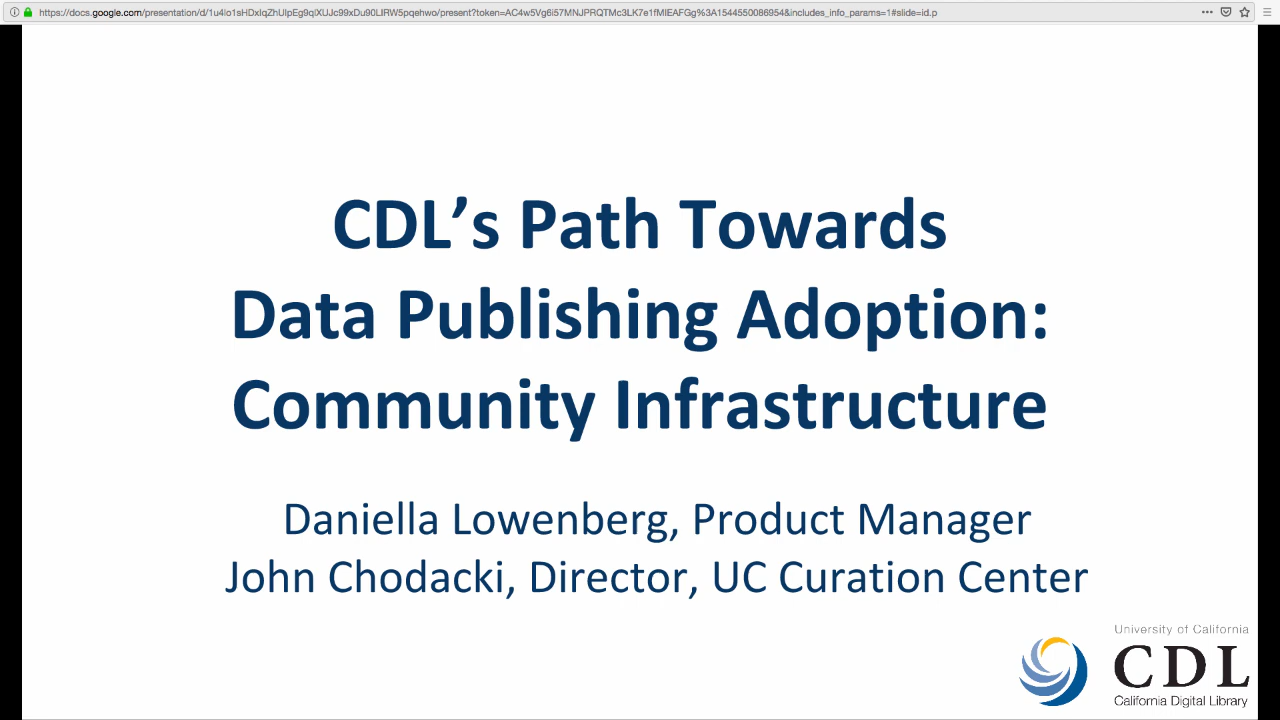 https://docs.google.com/presentation/d/1u4lo1sHDxIqZhUlpEg9qlXUJc99xDu90LIRW5pqehwo/present?token=AC4w5Vg6i57MNJPRQTMc3LK7e1fMIEAFGg%3A1544550086954&includes_info_params=1#slide=id.p
CDL’s Path Towards
Data Publishing Adoption:
Community Infrastructure
Daniella Lowenberg, Product Manager
John Chodacki, Director, UC Curation Center
University of California
CDL
California Digital Library